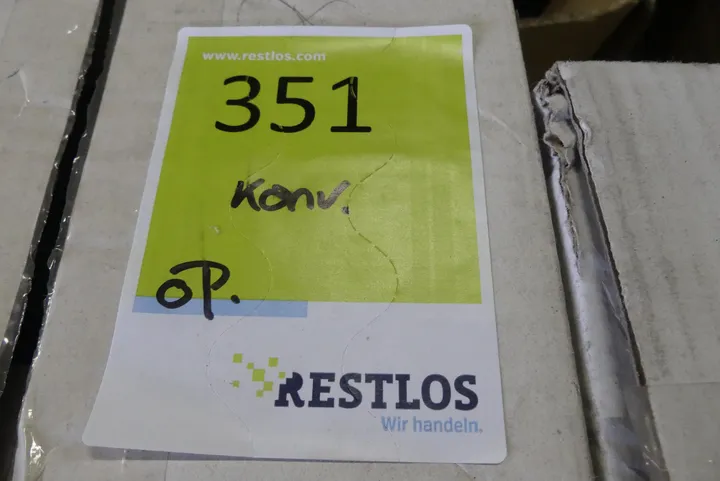 www.restlos.com
351
Konv.
OP.
RESTLOS
Wir handeln.